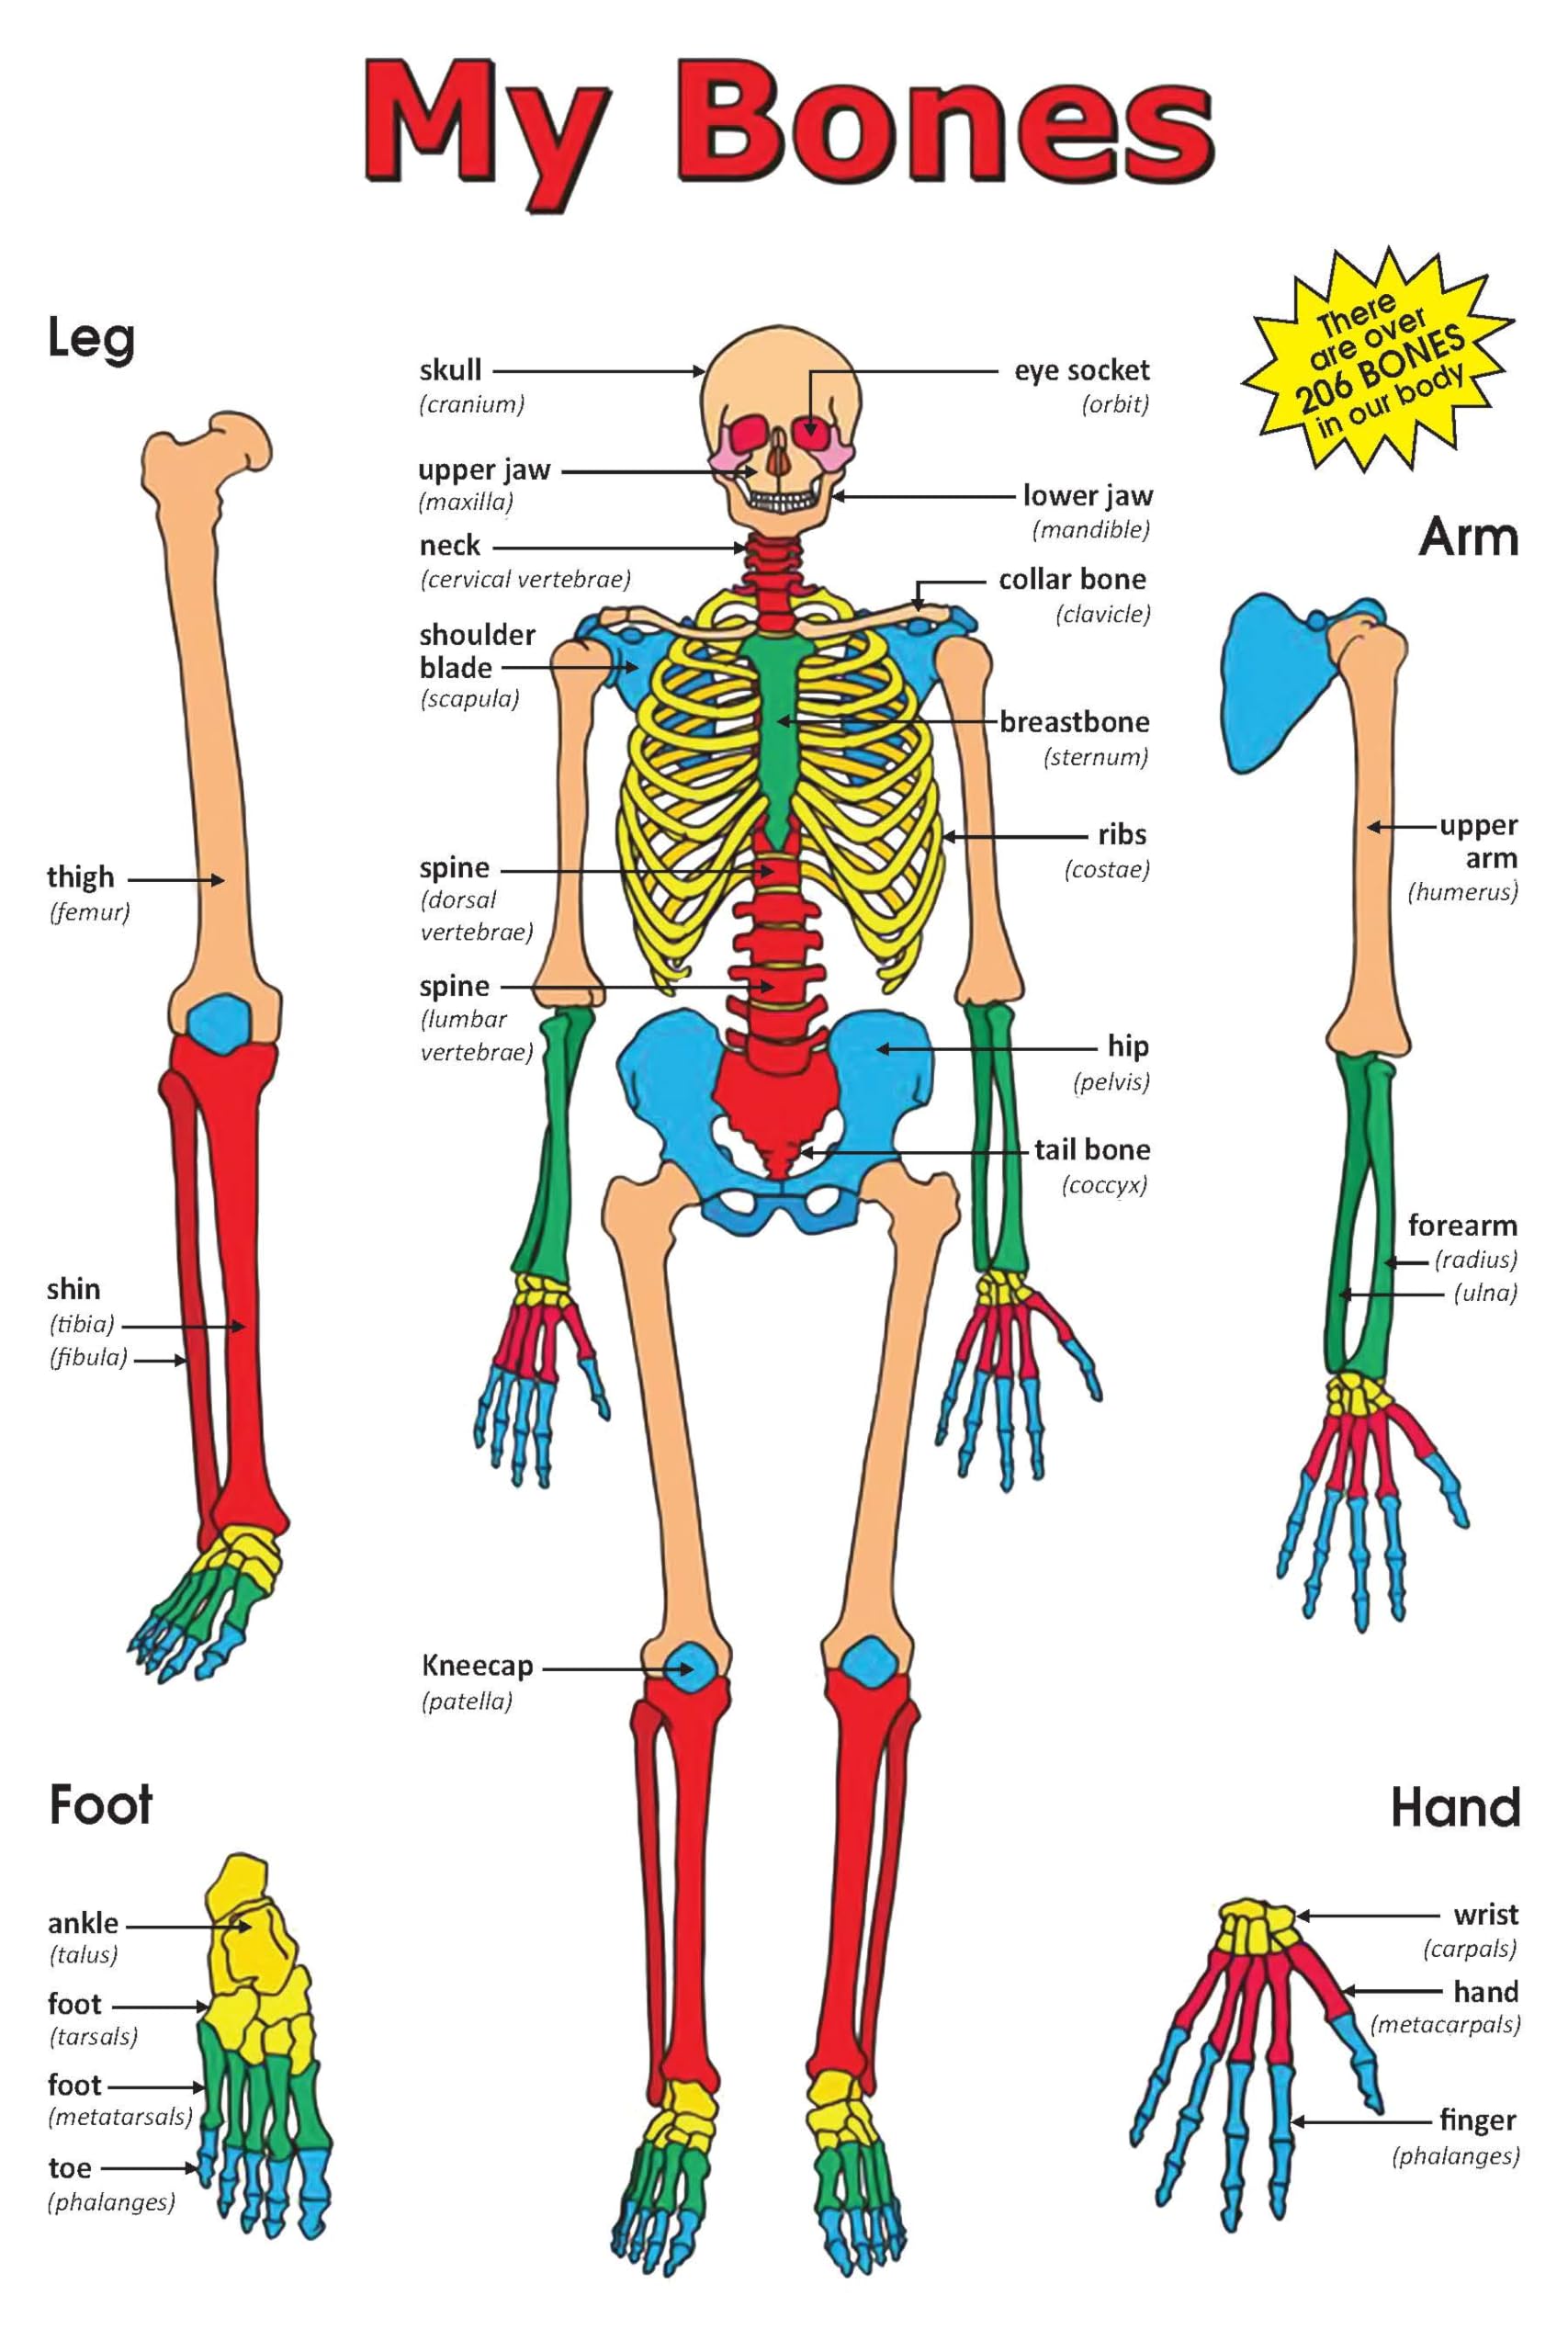 My Bones
There
are over
206 BONES
in our body
Leg
thigh
(femur)
shin
(tibia)
(fibula)
skull
(cranium)
upper jaw
(maxilla)
neck
(cervical vertebrae)
shoulder
blade
(scapula)
spine
(dorsal
vertebrae)
spine
(lumbar
vertebrae)
Kneecap
(patella)
eye socket
(orbit)
lower jaw
(mandible)
collar bone
(clavicle)
breastbone
(sternum)
ribs
(costae)
hip
(pelvis)
tail bone
(coccyx)
Arm
upper
arm
(humerus)
forearm
(radius)
(ulna)
Foot
ankle
(talus)
foot
(tarsals)
foot
(metatarsals)
toe
(phalanges)
Hand
wrist
(carpals)
hand
(metacarpals)
finger
(phalanges)